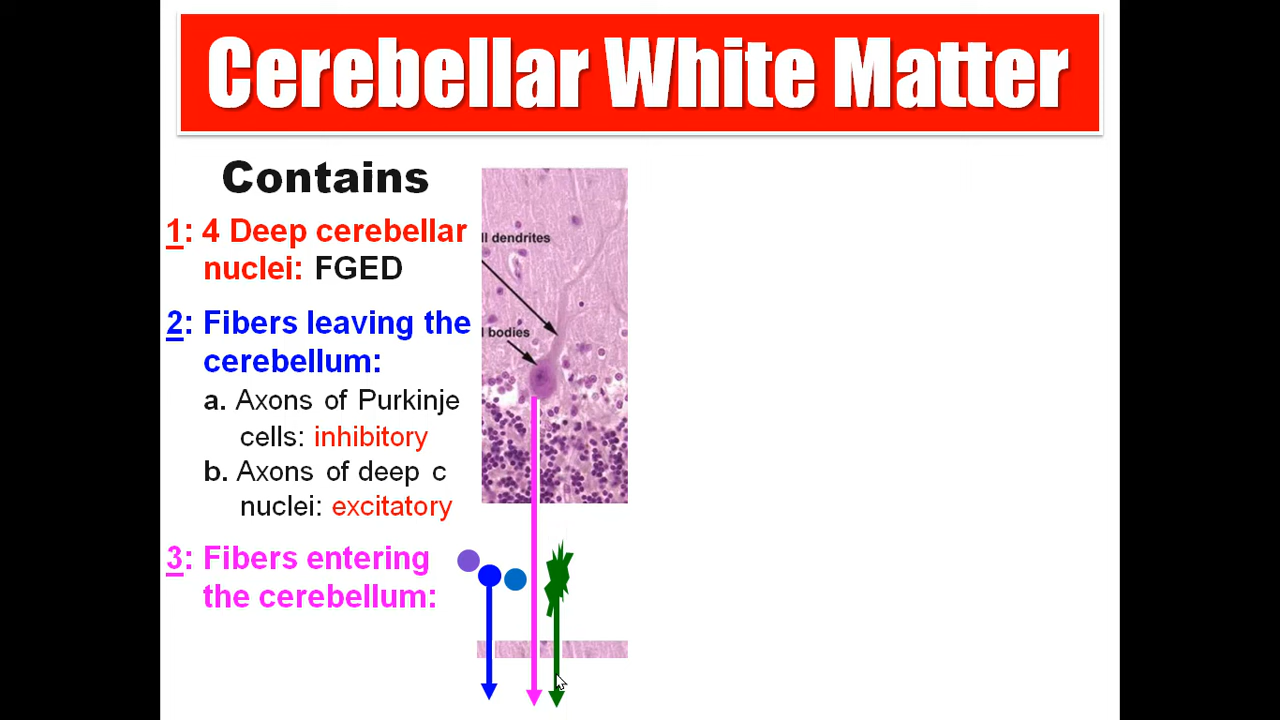 Cerebellar White Matter
Contains
1: 4 Deep cerebellar
nuclei: FGED
2: Fibers leaving the
cerebellum:
a. Axons of Purkinje
cells: inhibitory
b. Axons of deep c
nuclei: excitatory
3: Fibers entering
the cerebellum:
ll dendrites
l bodies